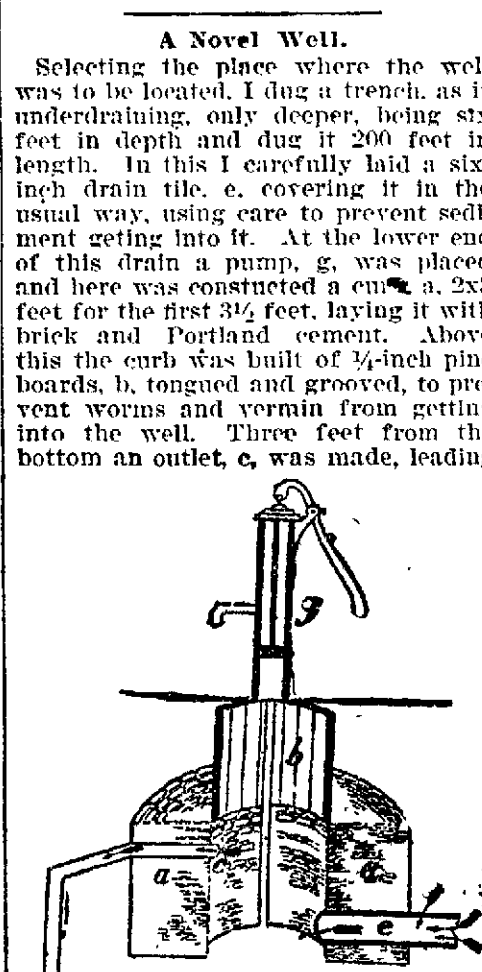 A Novel Well.
Selecting the place where the wel
was to be located, I dug a trench, as i
underdraining, only deeper, being six
feet in depth and dug it 200 feet in
length. In this I carefully laid a six-
inch drain tile, e, covering it in the
usual way, using care to prevent sedi
ment geting into it. At the lower end
of this drain a pump, g, was placed
and here was constucted a a, 2x
feet for the first 3½ feet, laying it with
brick and Portland cement. Above
this the curb was built of ¾-inch pin
boards, b, tongued and grooved, to pre
vent worms and vermin from gettin
into the well. Three feet from th
bottom an outlet, c, was made, leading
g
b
a
c
d
e